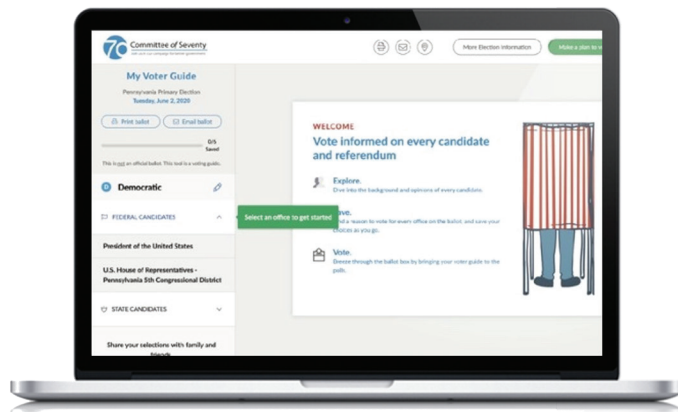 70 Committee of Seventy
More Election Information
Make a plan to v
My Voter Guide
Pennsylvania Primary Election
Tuesday, June 2, 2020
Print ballot
Email ballot
0/5
Saved
This is not an official ballot. This tool is a voting guide.
D Democratic
FEDERAL CANDIDATES
Select an office to get started
President of the United States
U.S. House of Representatives -
Pennsylvania 5th Congressional District
STATE CANDIDATES
Share your selections with family and
friends
WELCOME
Vote informed on every candidate
and referendum
Explore.
Dive into the background and opinions of every candidate.
ave.
nd a reason to vote for every office on the ballot, and save your
choices as you go.
Vote.
Breeze through the ballot box by bringing your voter guide to the
polls.